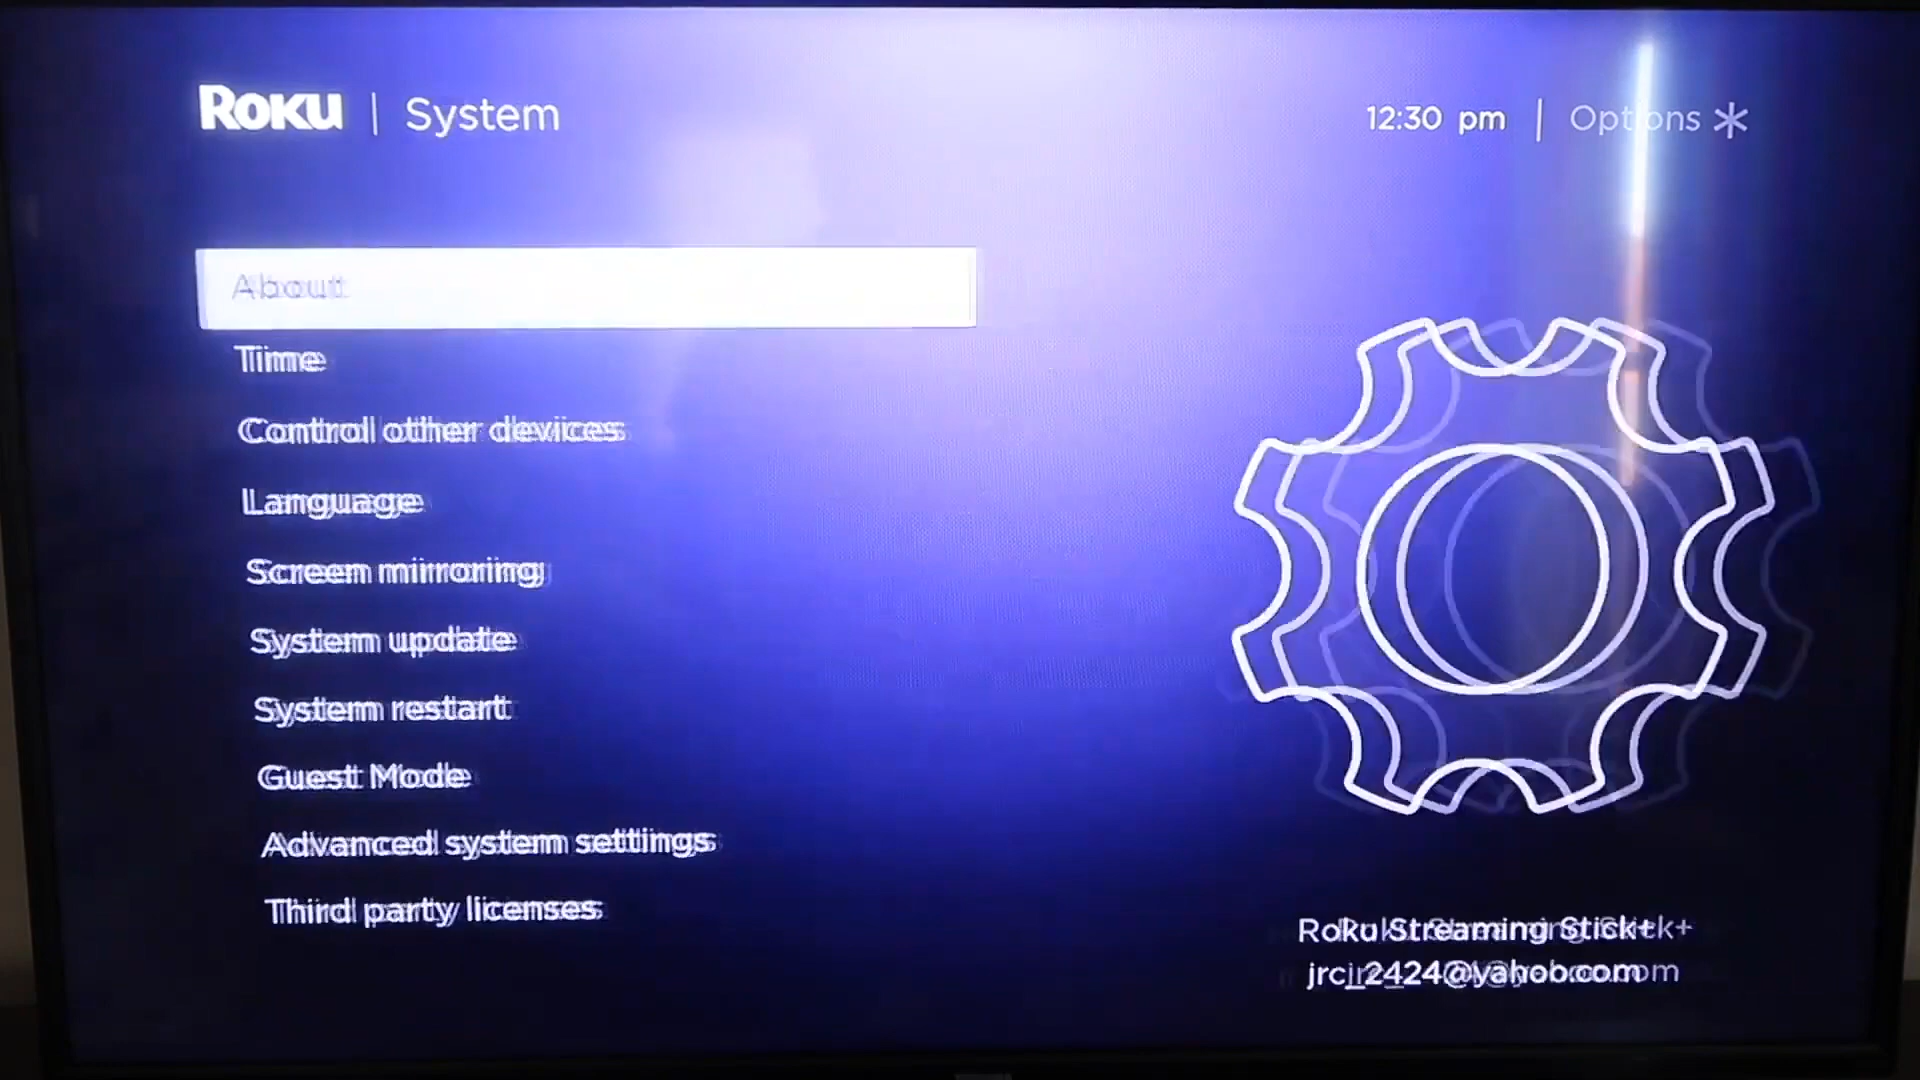 Roku | System
12:30 pm | Options *
About
Time
Control other devices
Language
Screen mirroring
System update
System restart
Guest Mode
Advanced system settings
Third party licenses
Roku Streaming Stick+